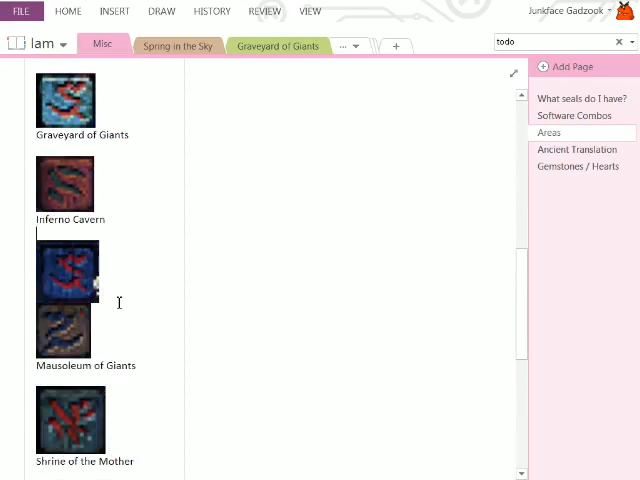 FILE HOME INSERT DRAW HISTORY REVIEW VIEW Junkface Gadzook
lam Misc Spring in the Sky Graveyard of Giants ... + todo
Add Page
What seals do I have?
Software Combos
Areas
Ancient Translation
Gemstones / Hearts
Graveyard of Giants
Inferno Cavern
Mausoleum of Giants
Shrine of the Mother